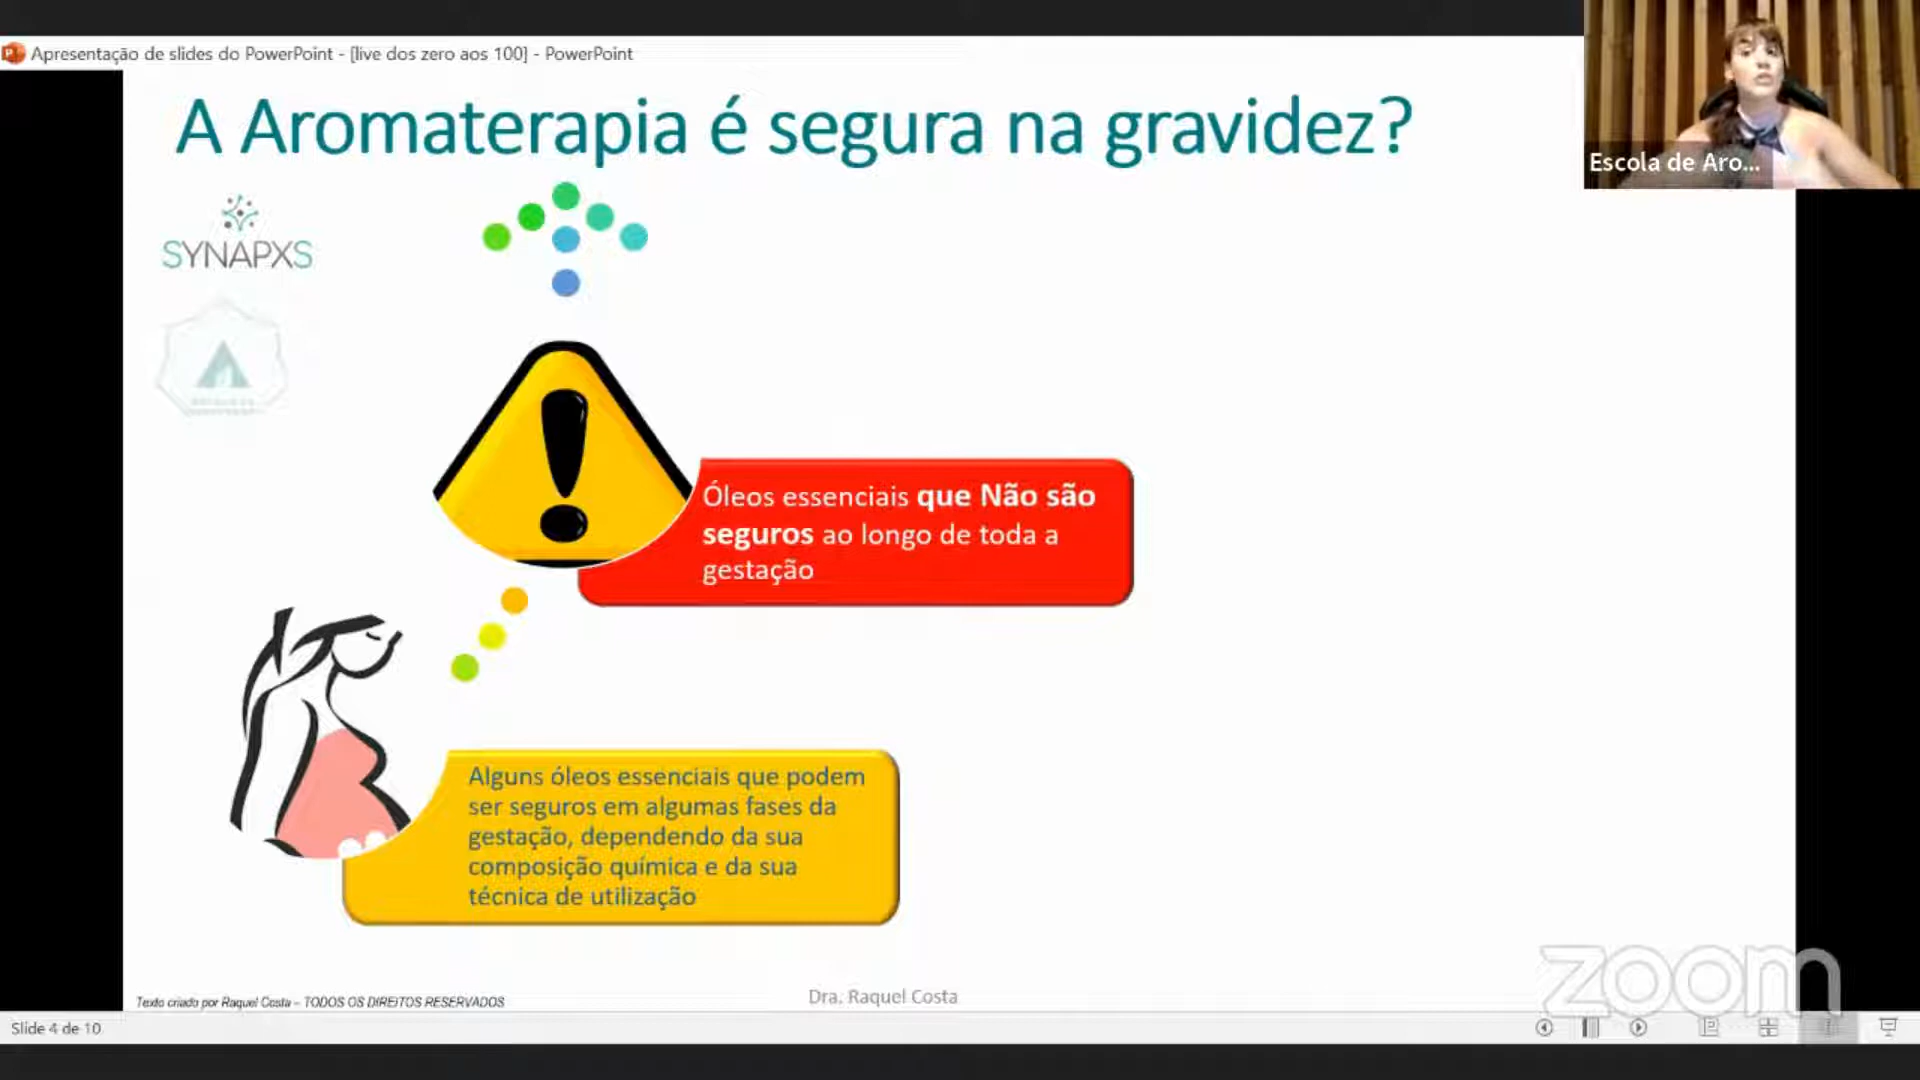 Apresentação de slides do PowerPoint - [live dos zero aos 100] - PowerPoint
A Aromaterapia é segura na gravidez?
Escola de Aro...
SYNAPXS
Óleos essenciais que Não são
seguros ao longo de toda a
gestação
Alguns óleos essenciais que podem
ser seguros em algumas fases da
gestação, dependendo da sua
composição química e da sua
técnica de utilização
Texto criado por Raquel Costa – TODOS OS DIREITOS RESERVADOS
Dra. Raquel Costa
zoom
Slide 4 de 10